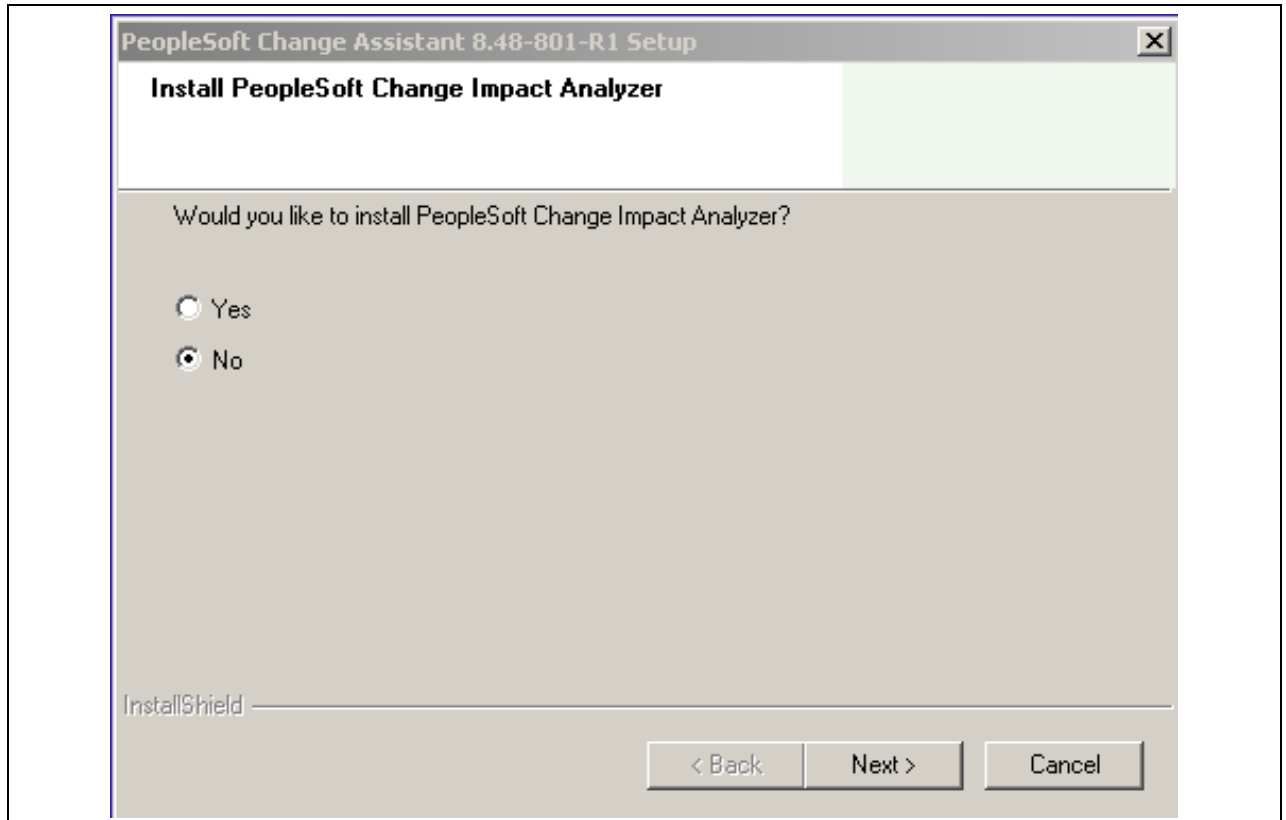 PeopleSoft Change Assistant 8.48-801-R1 Setup
Install PeopleSoft Change Impact Analyzer
Would you like to install PeopleSoft Change Impact Analyzer?
Yes
No
InstallShield
< Back Next > Cancel